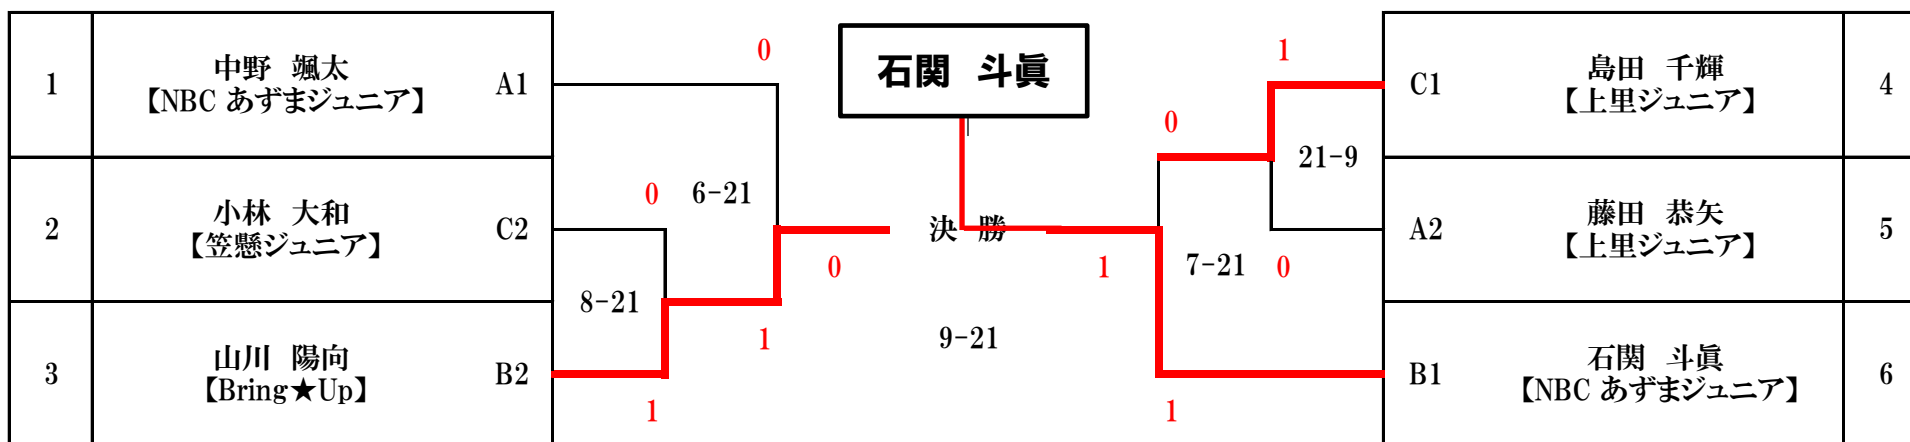 石関 斗眞
1
中野 颯太
【NBC あずまジュニア】
A1
2
小林 大和
【笠懸ジュニア】
C2
3
山川 陽向
【Bring★Up】
B2
0
6-21
0
8-21
1
1
0
決 勝
9-21
1
1
0
21-9
7-21
0
1
C1
島田 千輝
【上里ジュニア】
4
A2
藤田 恭矢
【上里ジュニア】
5
B1
石関 斗眞
【NBC あずまジュニア】
6